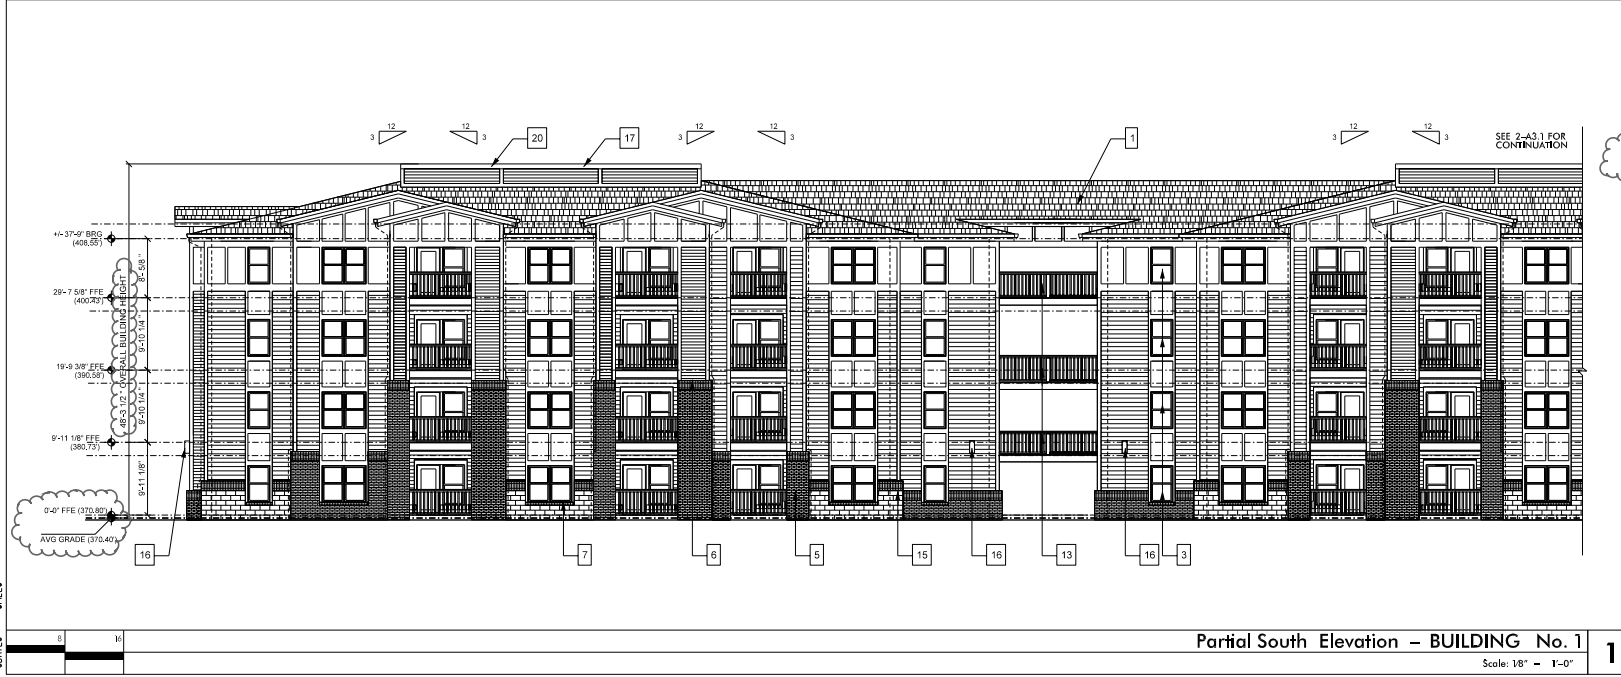 12 12 12 12 12 12
3 3 3 3 3 3
20 17 1
SEE 2-A3.1 FOR
CONTINUATION
+/- 37'-9" BRG
(408.55')
8'- 5/8 "
29'- 7 5/8" FFE
(400.43')
48'-3 1/2 " OVERALL BUILDING HEIGHT
9'-10 1/4 "
19'-9 3/8" FFE
(390.58')
9'-10 1/4 "
9'-11 1/8" FFE
(380.73')
9'-11 1/8"
0'-0" FFE (370.80')
AVG GRADE (370.40')
16 7 6 5 15 16 13 16 3
8 16
Partial South Elevation – BUILDING No. 1
Scale: 1/8" = 1'-0"
1